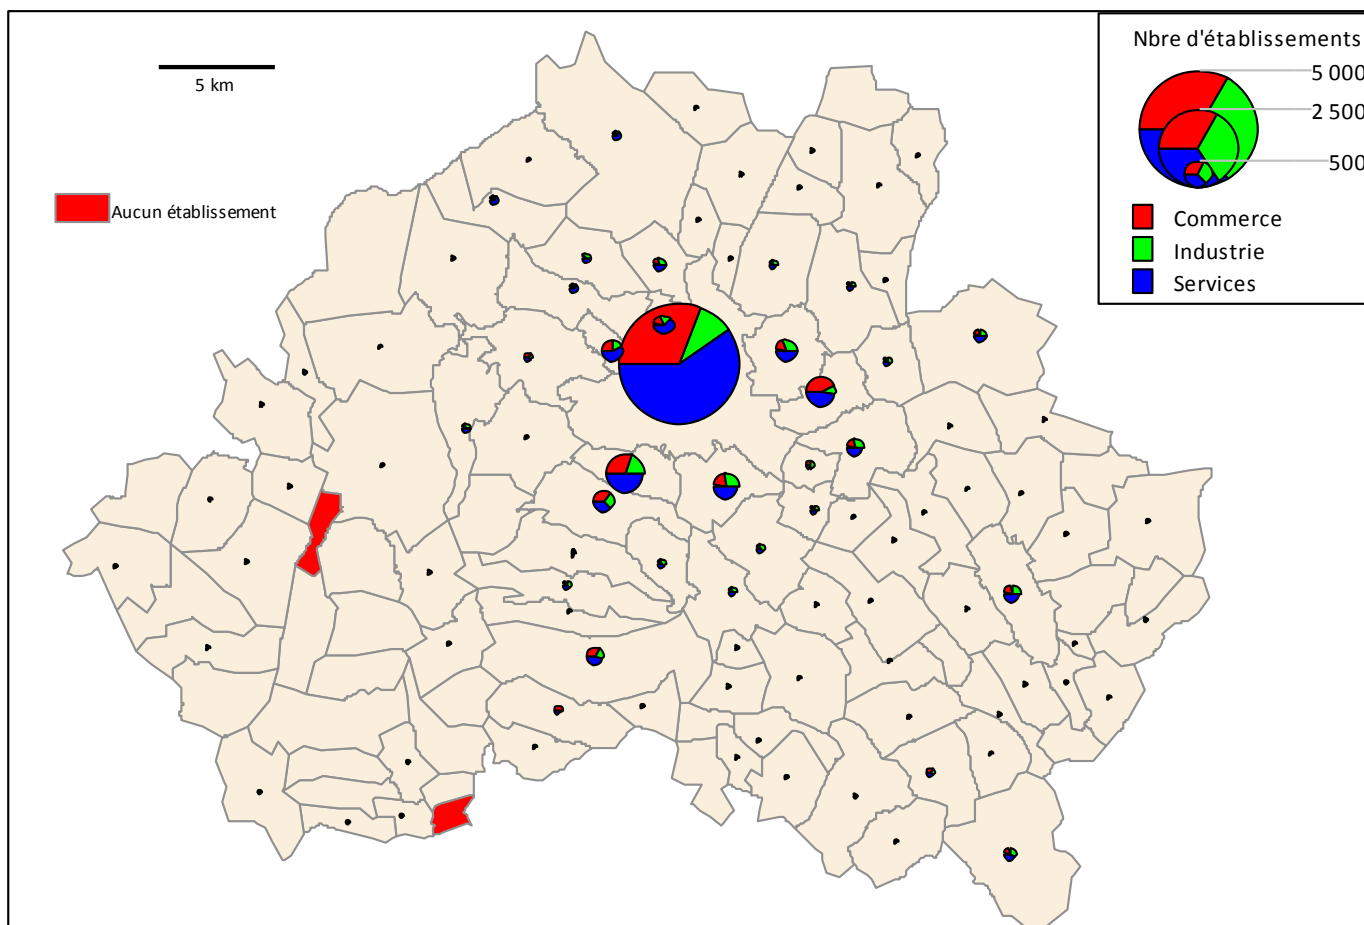 Nbre d'établissements
5 000
2 500
500
Commerce
Industrie
Services
5 km
Aucun établissement